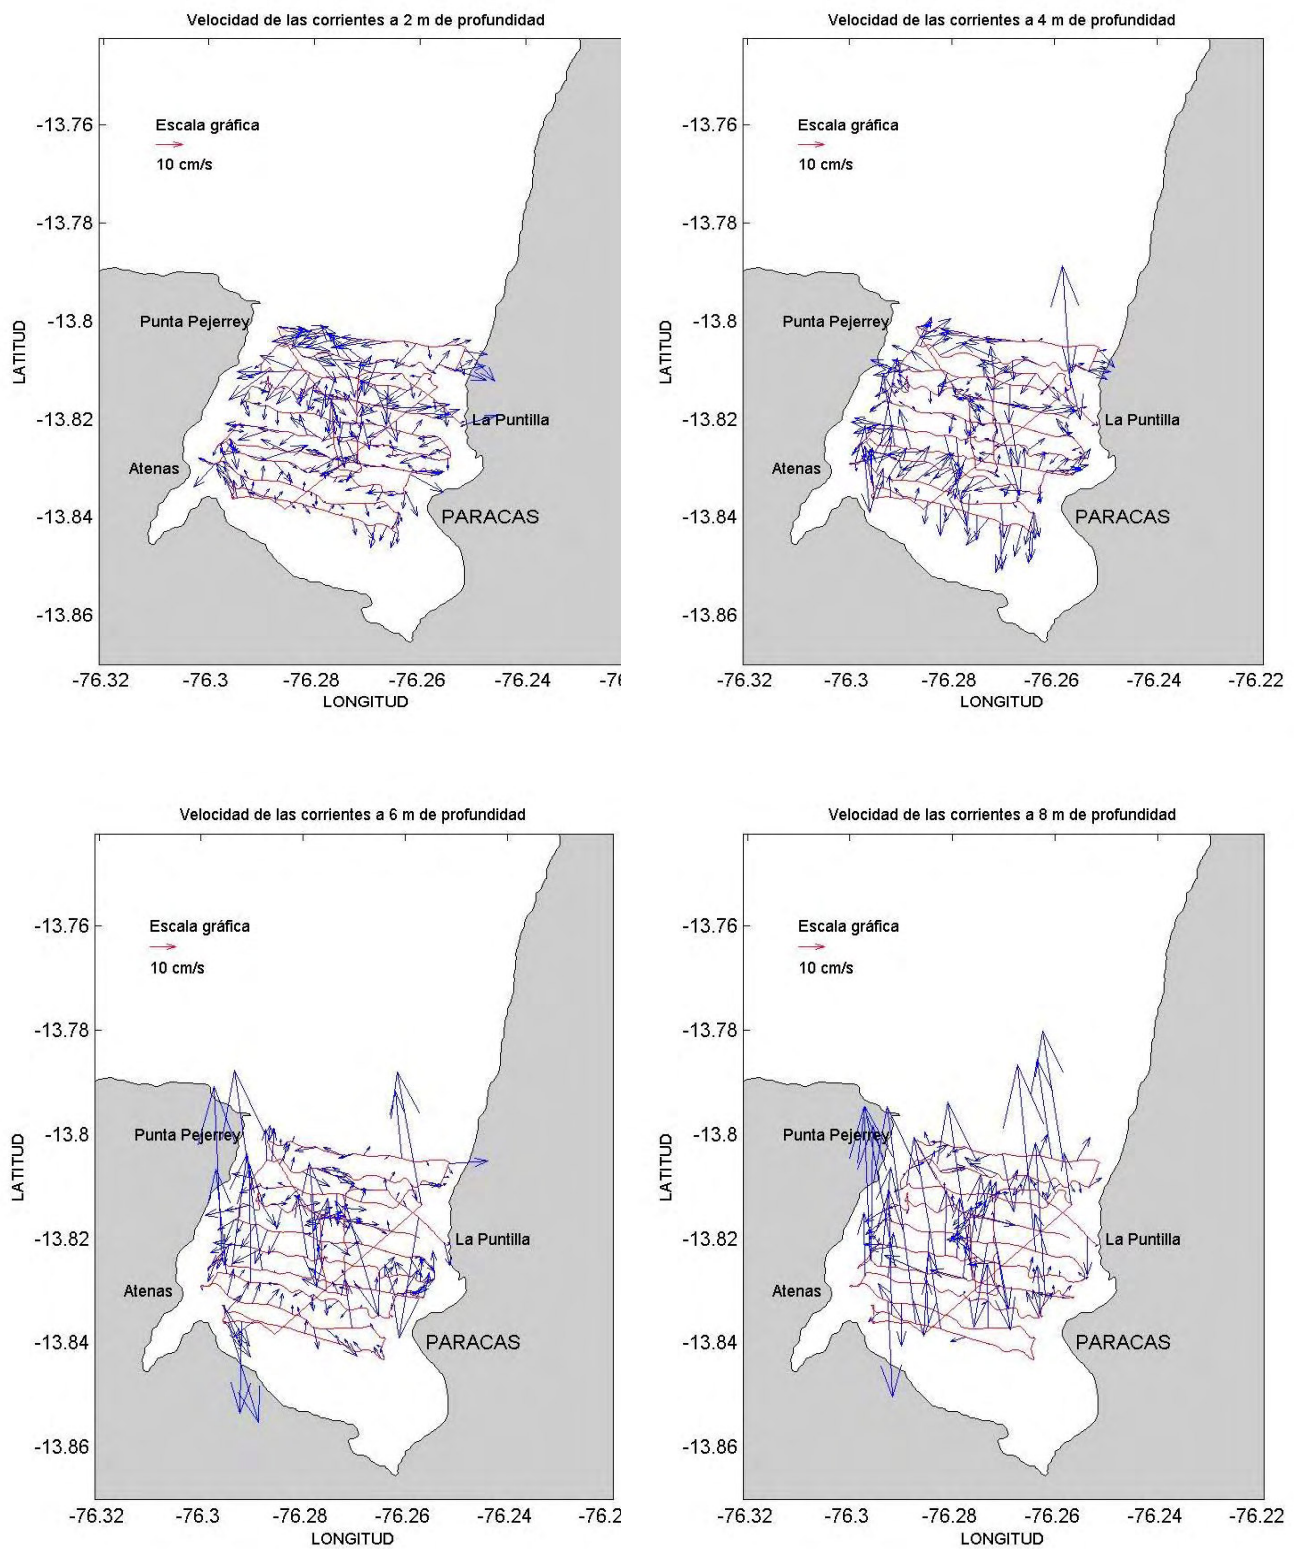 Velocidad de las corrientes a 2 m de profundidad
-13.76
-13.78
-13.8
-13.82
-13.84
-13.86
LATITUD
Escala gráfica
10 cm/s
Punta Pejerrey
La Puntilla
Atenas
PARACAS
-76.32
-76.3
-76.28
-76.26
-76.24
LONGITUD
Velocidad de las corrientes a 4 m de profundidad
-13.76
-13.78
-13.8
-13.82
-13.84
-13.86
LATITUD
Escala gráfica
10 cm/s
Punta Pejerrey
La Puntilla
Atenas
PARACAS
-76.32
-76.3
-76.28
-76.26
-76.24
-76.22
LONGITUD
Velocidad de las corrientes a 6 m de profundidad
-13.76
-13.78
-13.8
-13.82
-13.84
-13.86
LATITUD
Escala gráfica
10 cm/s
Punta Pejerrey
La Puntilla
Atenas
PARACAS
-76.32
-76.3
-76.28
-76.26
-76.24
-76.22
LONGITUD
Velocidad de las corrientes a 8 m de profundidad
-13.76
-13.78
-13.8
-13.82
-13.84
-13.86
LATITUD
Escala gráfica
10 cm/s
Punta Pejerrey
La Puntilla
Atenas
PARACAS
-76.32
-76.3
-76.28
-76.26
-76.24
-76.22
LONGITUD